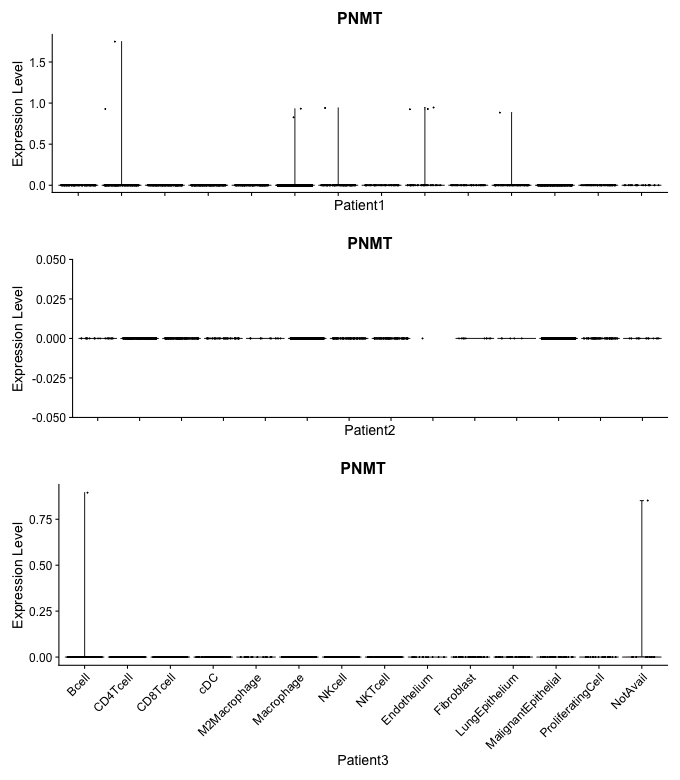 PNMT
Expression Level
1.5
1.0
0.5
0.0
Patient1
PNMT
Expression Level
0.050
0.025
0.000
-0.025
-0.050
Patient2
PNMT
Expression Level
0.75
0.50
0.25
0.00
Bcell
CD4Tcell
CD8Tcell
cDC
M2Macrophage
Macrophage
NKcell
NKTcell
Endothelium
Fibroblast
LungEpithelium
MalignantEpithelial
ProliferatingCell
NotAvail
Patient3